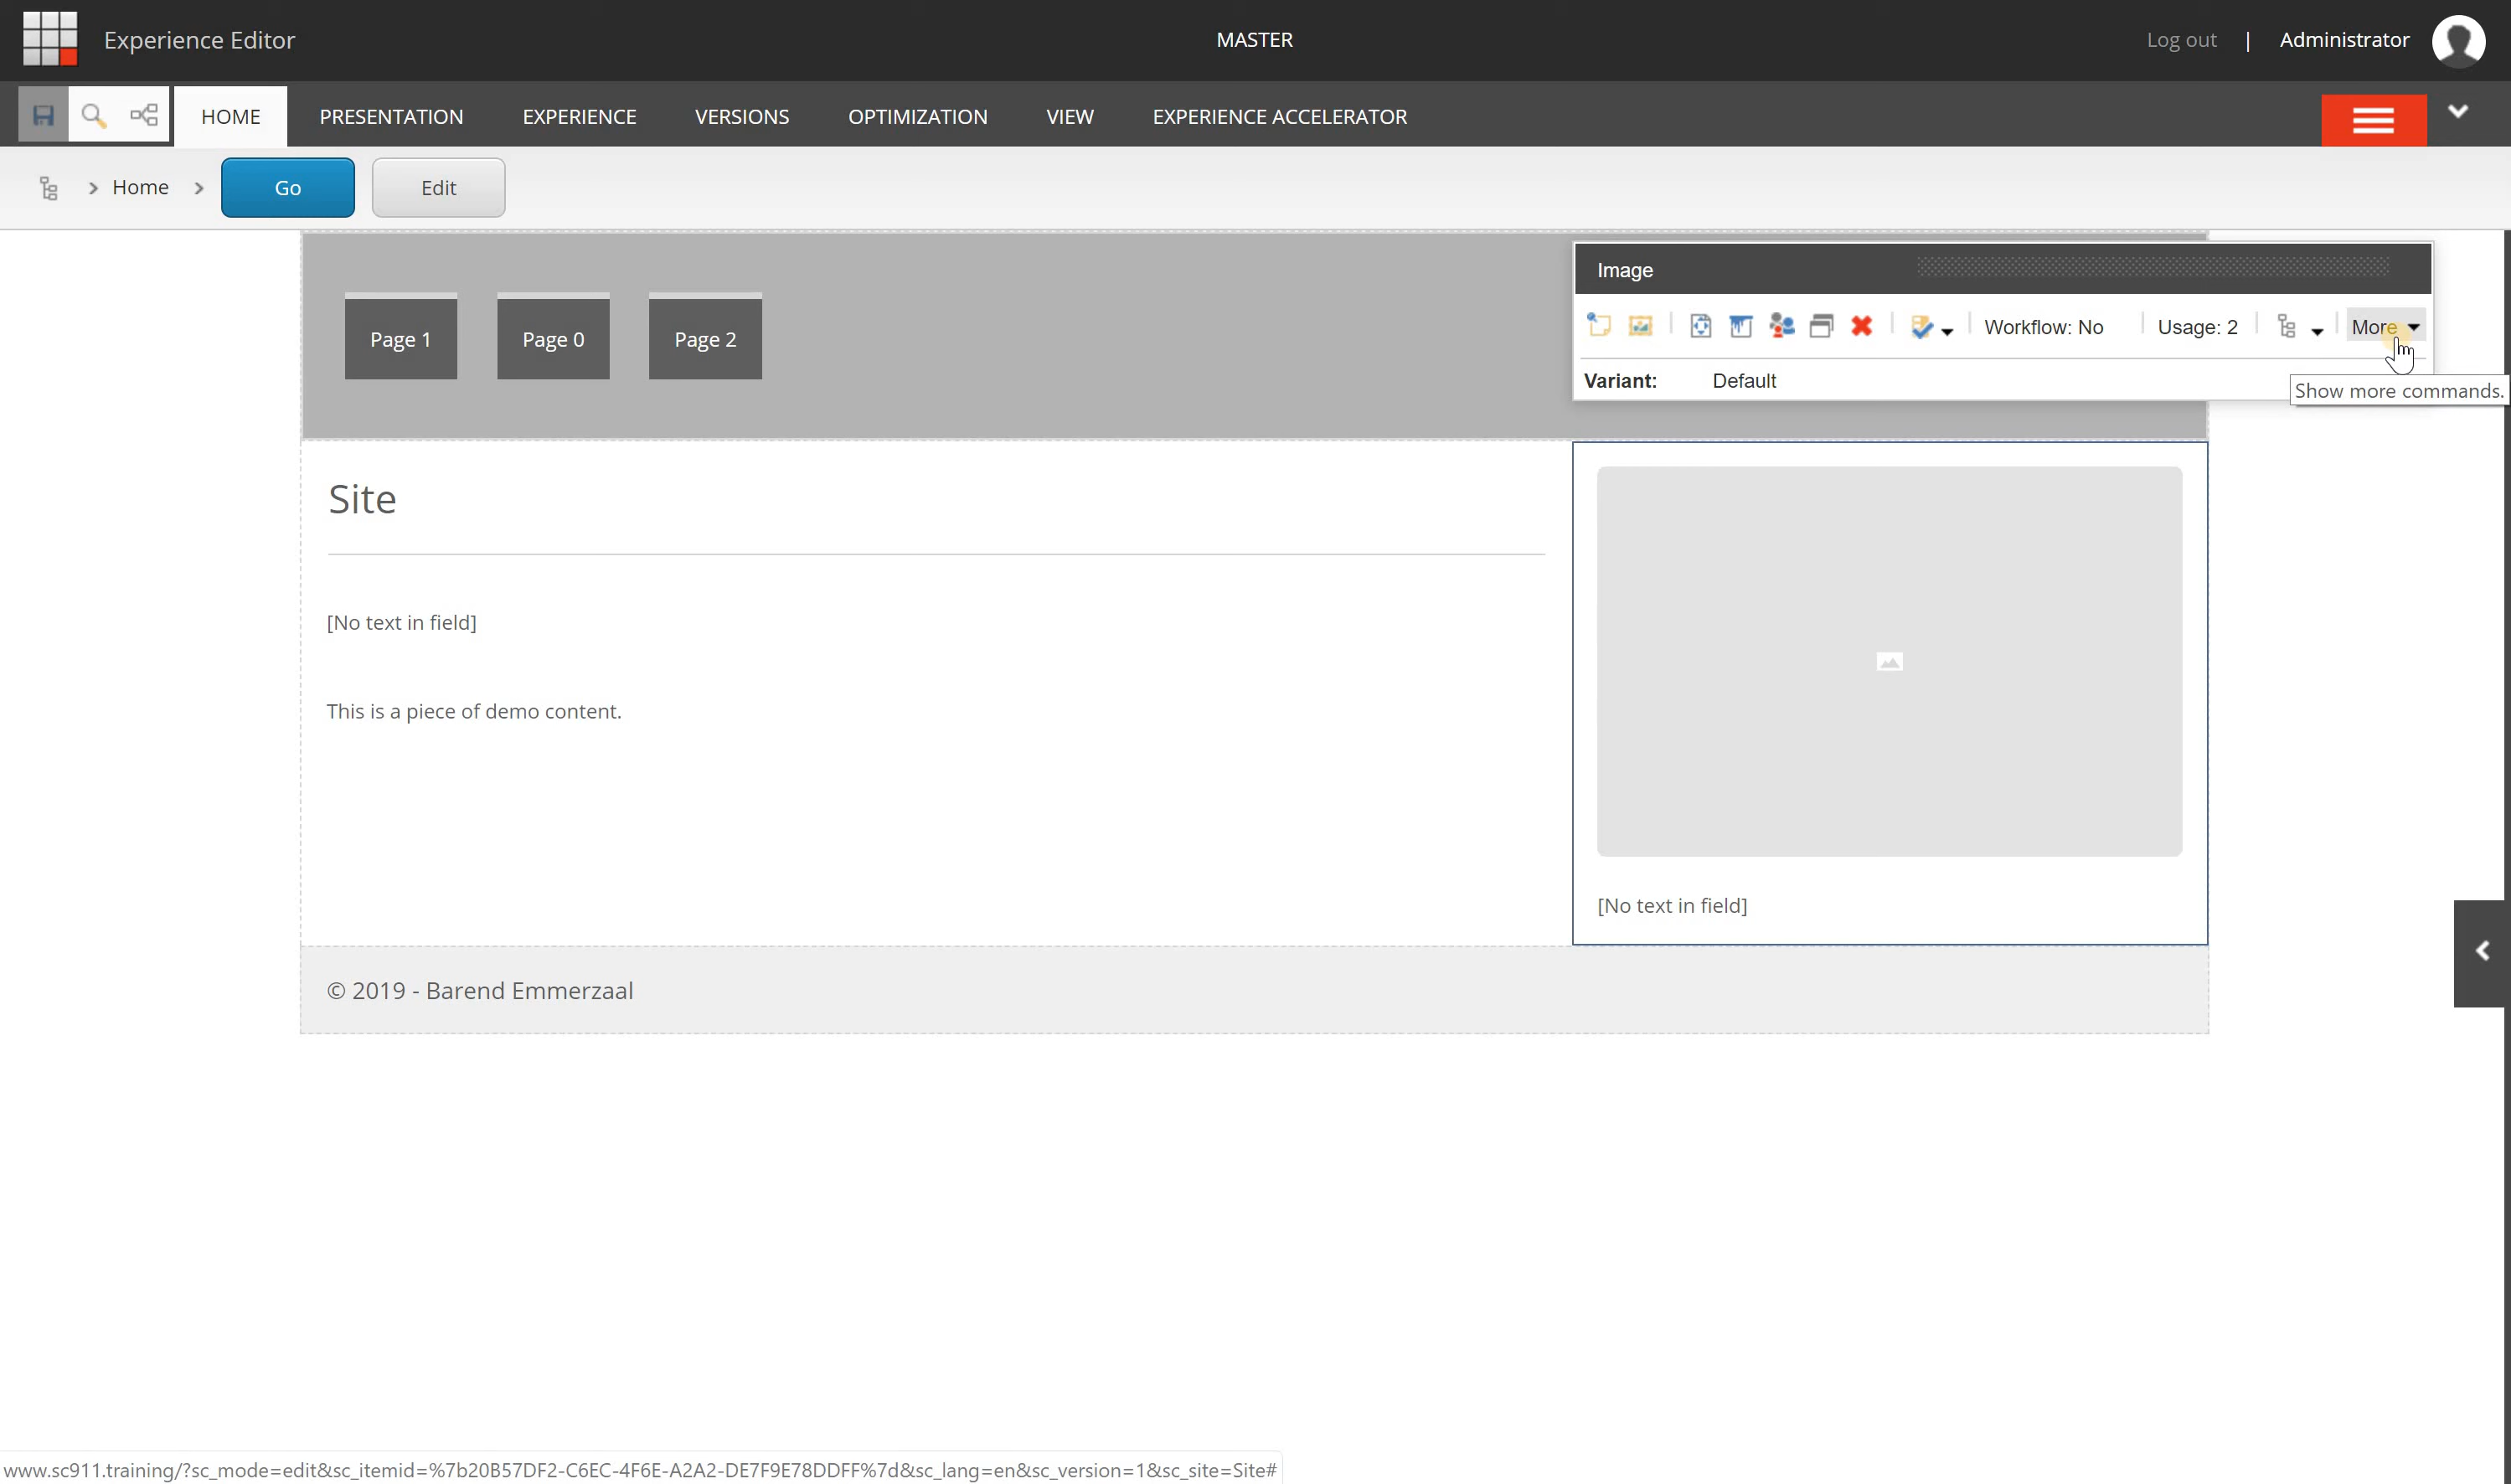 Experience Editor
MASTER
Log out | Administrator
HOME PRESENTATION EXPERIENCE VERSIONS OPTIMIZATION VIEW EXPERIENCE ACCELERATOR
Home Go Edit
Image
Page 1 Page 0 Page 2
Workflow: No Usage: 2 More
Variant: Default
Show more commands.
Site
[No text in field]
This is a piece of demo content.
[No text in field]
© 2019 - Barend Emmerzaal
www.sc911.training/?sc_mode=edit&sc_itemid=%7b20B57DF2-C6EC-4F6E-A2A2-DE7F9E78DDFF%7d&sc_lang=en&sc_version=1&sc_site=Site#